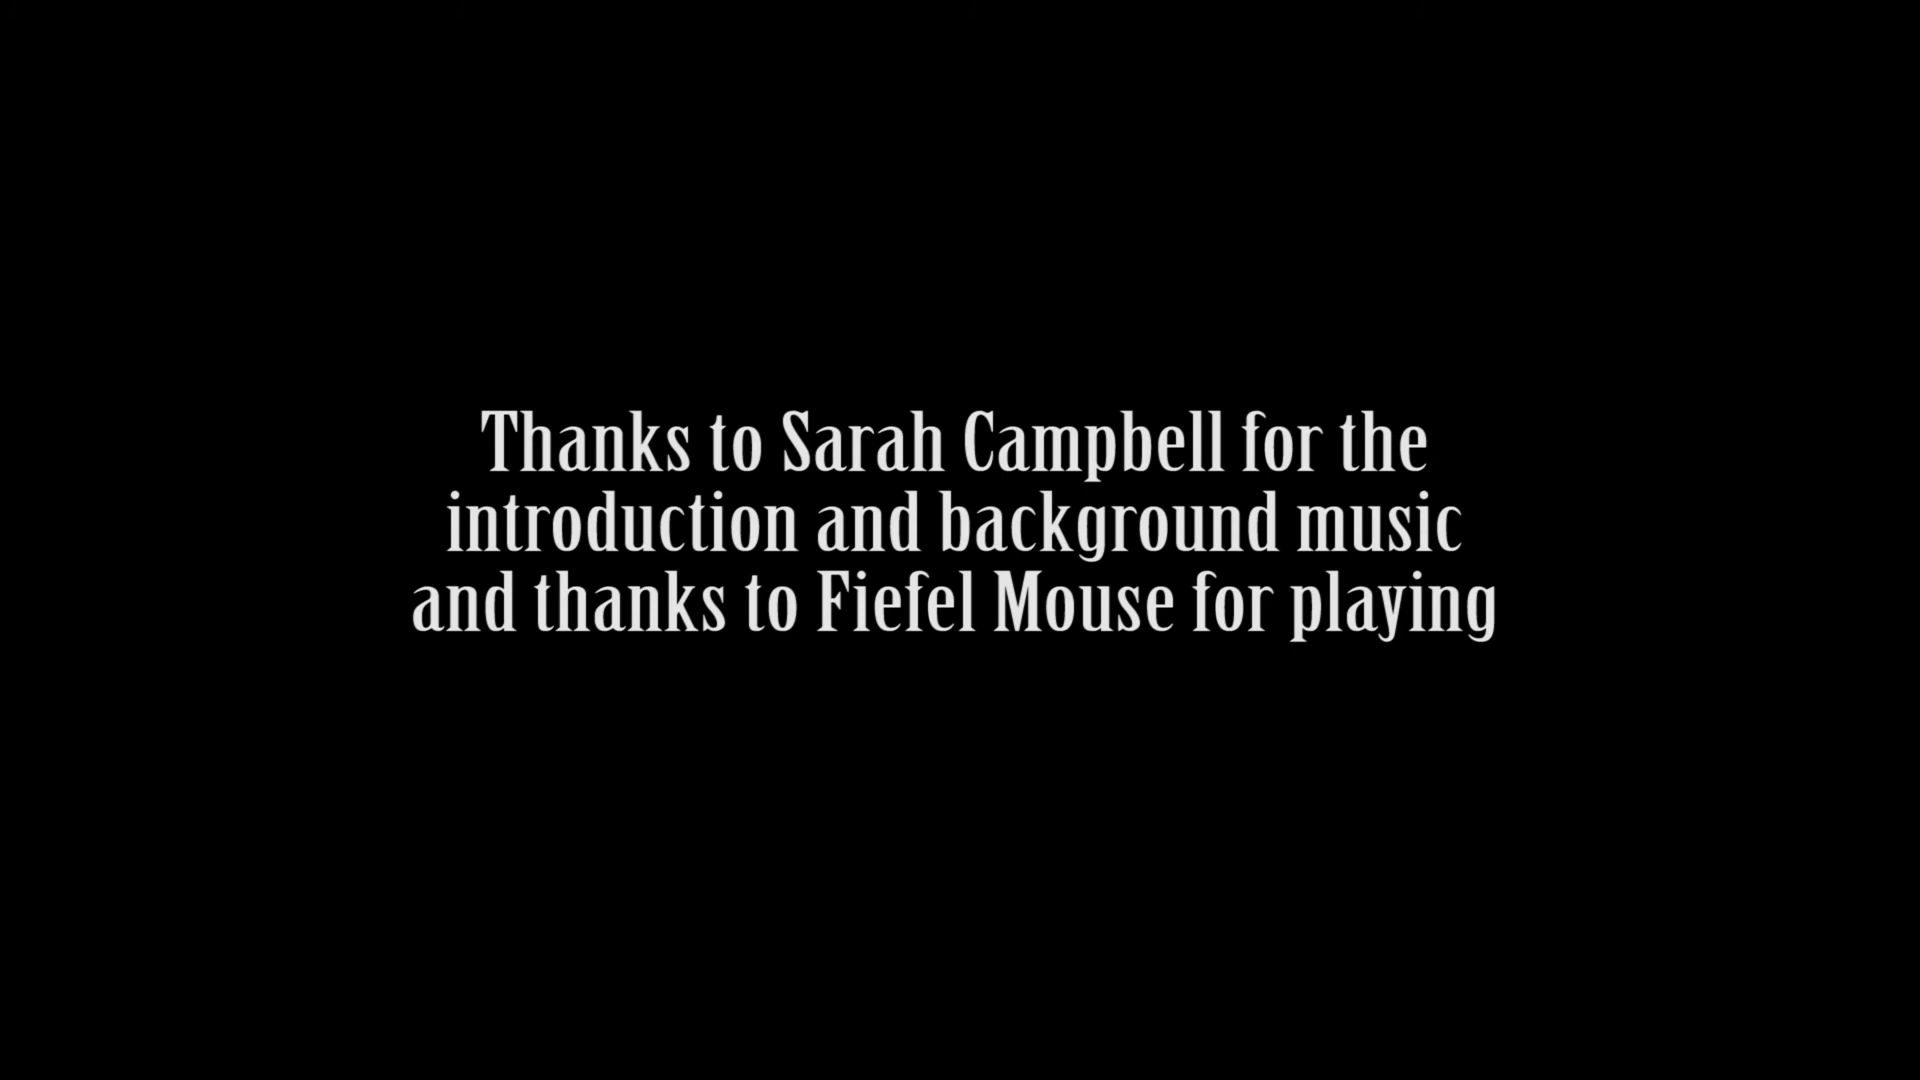 Thanks to Sarah Campbell for the
introduction and background music
and thanks to Fiefel Mouse for playing